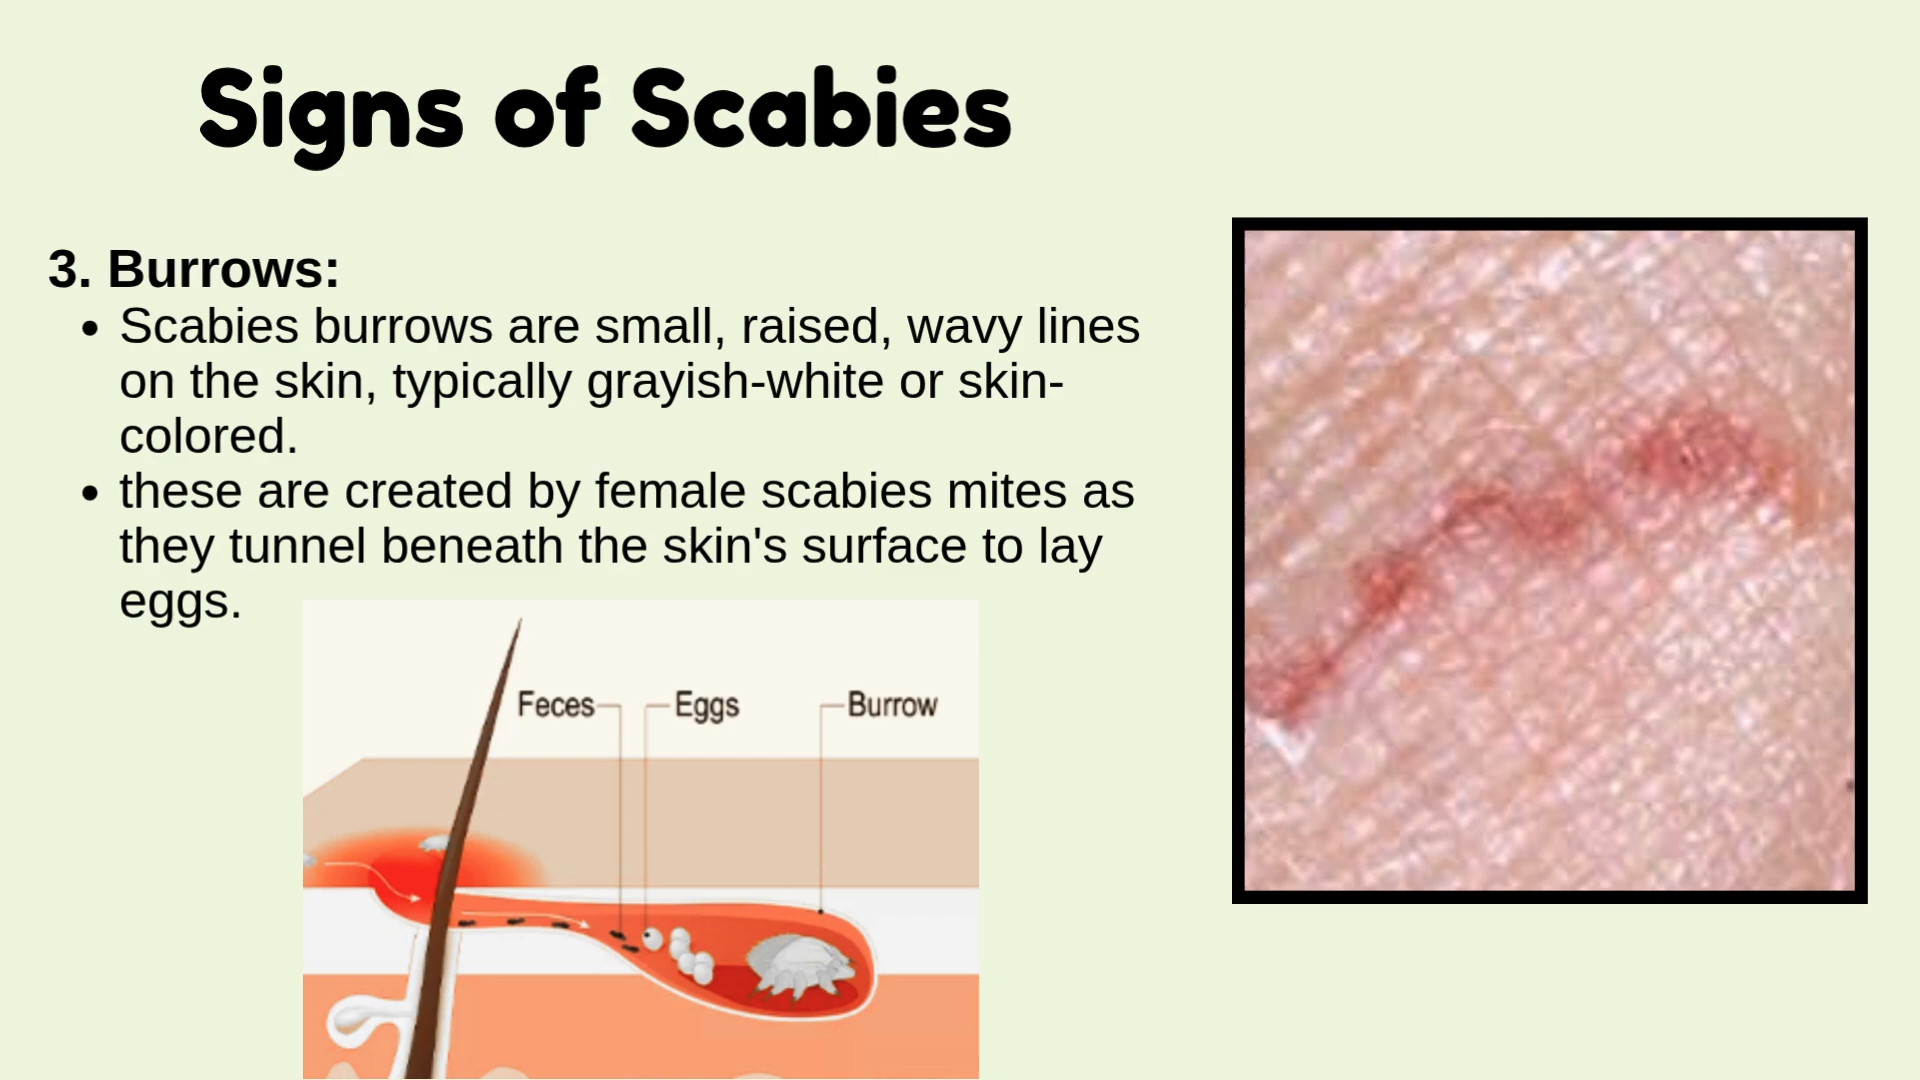 Signs of Scabies
3. Burrows:
• Scabies burrows are small, raised, wavy lines
on the skin, typically grayish-white or skin-
colored.
• these are created by female scabies mites as
they tunnel beneath the skin's surface to lay
eggs.
Feces Eggs Burrow